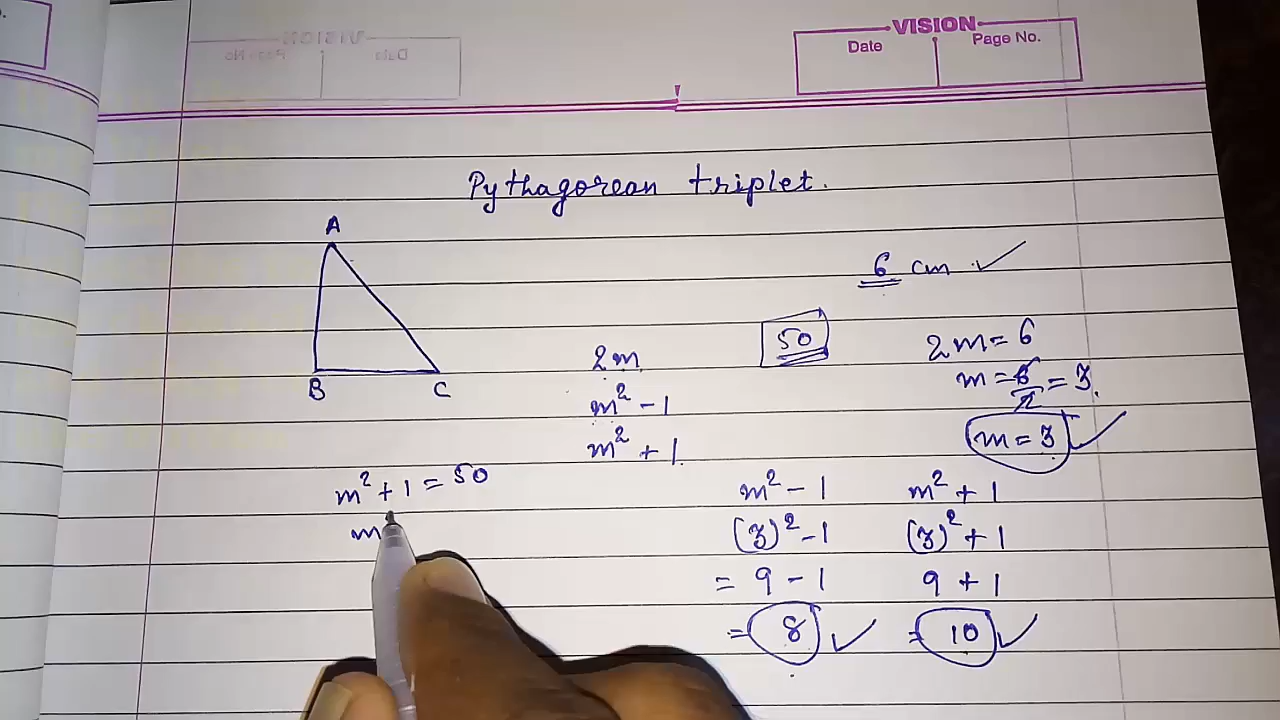 VISION
Date
Page No.
Pythagorean triplet.
A
B
C
6 cm ✓
50
2m
m² - 1
m² + 1.
2m = 6
m = 6/2 = 3.
m = 3 ✓
m² + 1 = 50
m
m² - 1
(3)² - 1
= 9 - 1
= 8 ✓
m² + 1
(3)² + 1
9 + 1
= 10 ✓